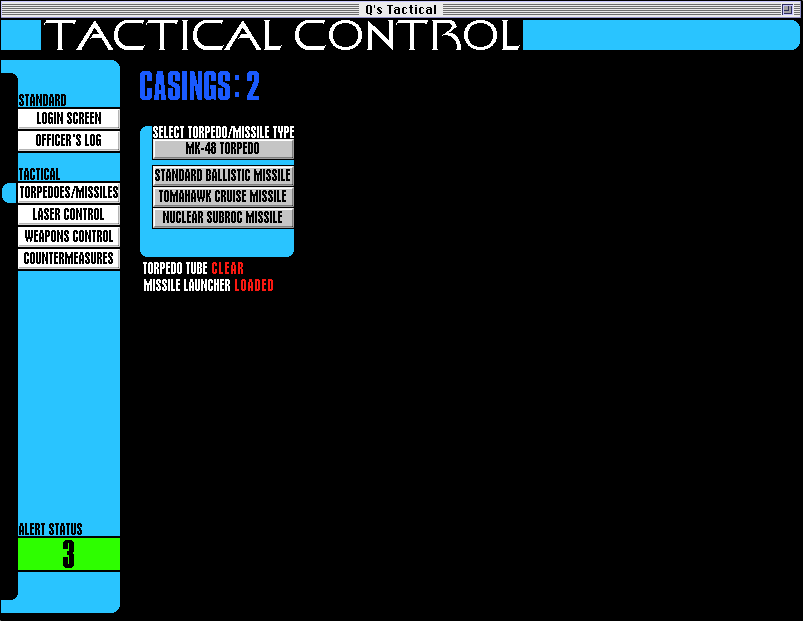 Q's Tactical
TACTICAL CONTROL
CASINGS: 2
STANDARD
LOGIN SCREEN
OFFICER'S LOG
TACTICAL
TORPEDOES/MISSILES
LASER CONTROL
WEAPONS CONTROL
COUNTERMEASURES
SELECT TORPEDO/MISSILE TYPE
MK-48 TORPEDO
STANDARD BALLISTIC MISSILE
TOMAHAWK CRUISE MISSILE
NUCLEAR SUBROC MISSILE
TORPEDO TUBE CLEAR
MISSILE LAUNCHER LOADED
ALERT STATUS
3